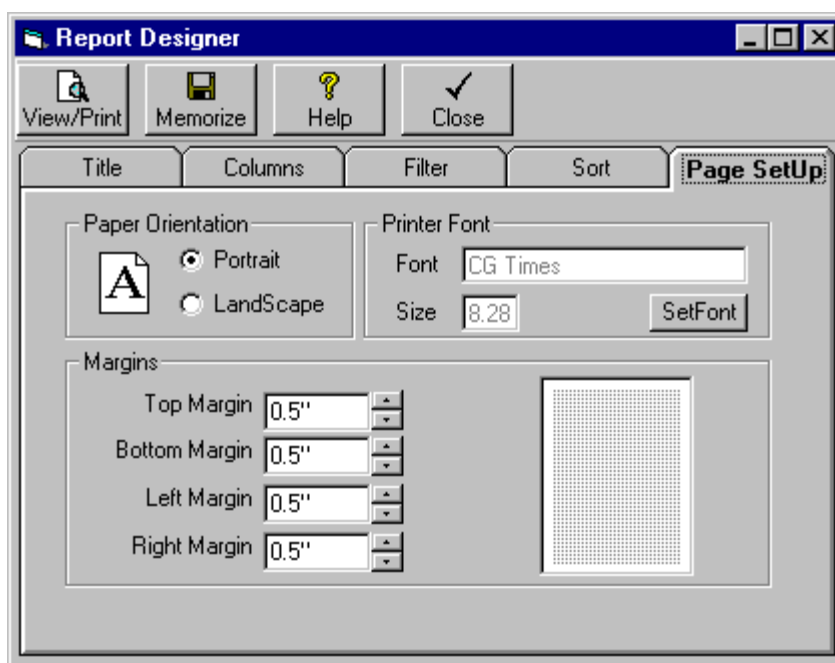 Report Designer
View/Print Memorize Help Close
Title Columns Filter Sort Page SetUp
Paper Orientation
A
Portrait
LandScape
Printer Font
Font CG Times
Size 8.28 SetFont
Margins
Top Margin 0.5"
Bottom Margin 0.5"
Left Margin 0.5"
Right Margin 0.5"